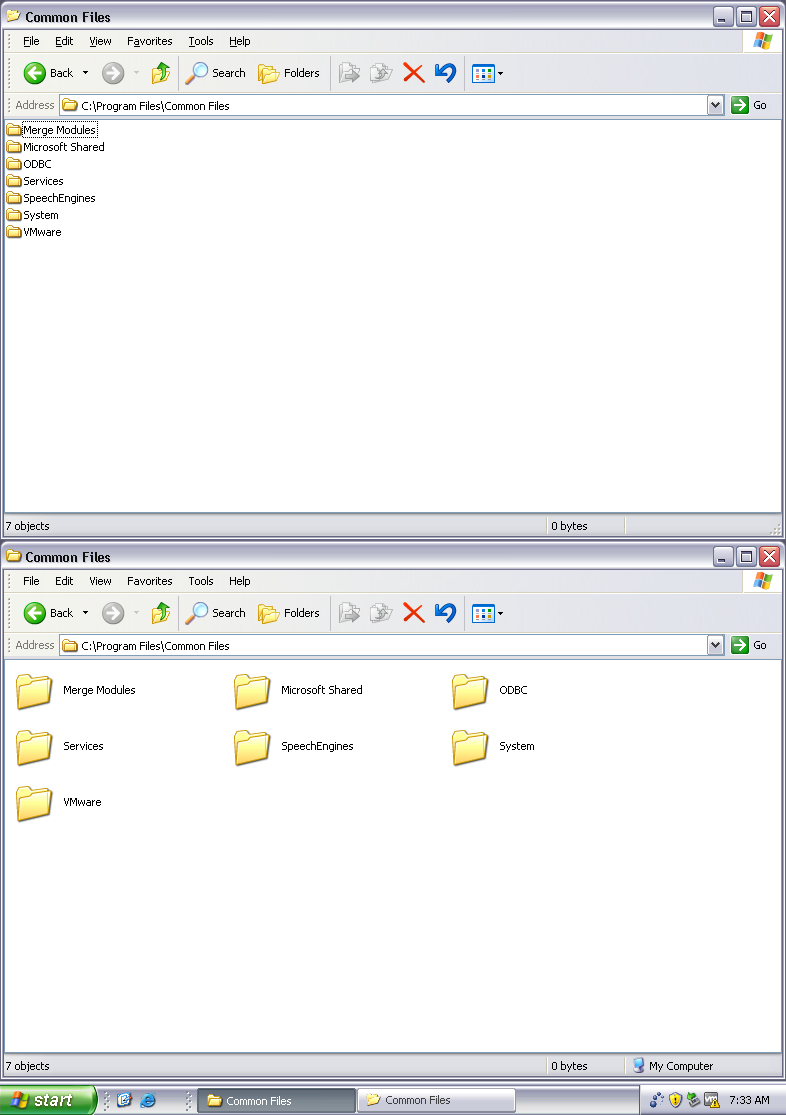 Common Files
File Edit View Favorites Tools Help
Back Search Folders
Address C:\Program Files\Common Files Go
Merge Modules
Microsoft Shared
ODBC
Services
SpeechEngines
System
VMware
7 objects 0 bytes
Common Files
File Edit View Favorites Tools Help
Back Search Folders
Address C:\Program Files\Common Files Go
Merge Modules Microsoft Shared ODBC
Services SpeechEngines System
VMware
7 objects 0 bytes My Computer
start Common Files Common Files 7:33 AM